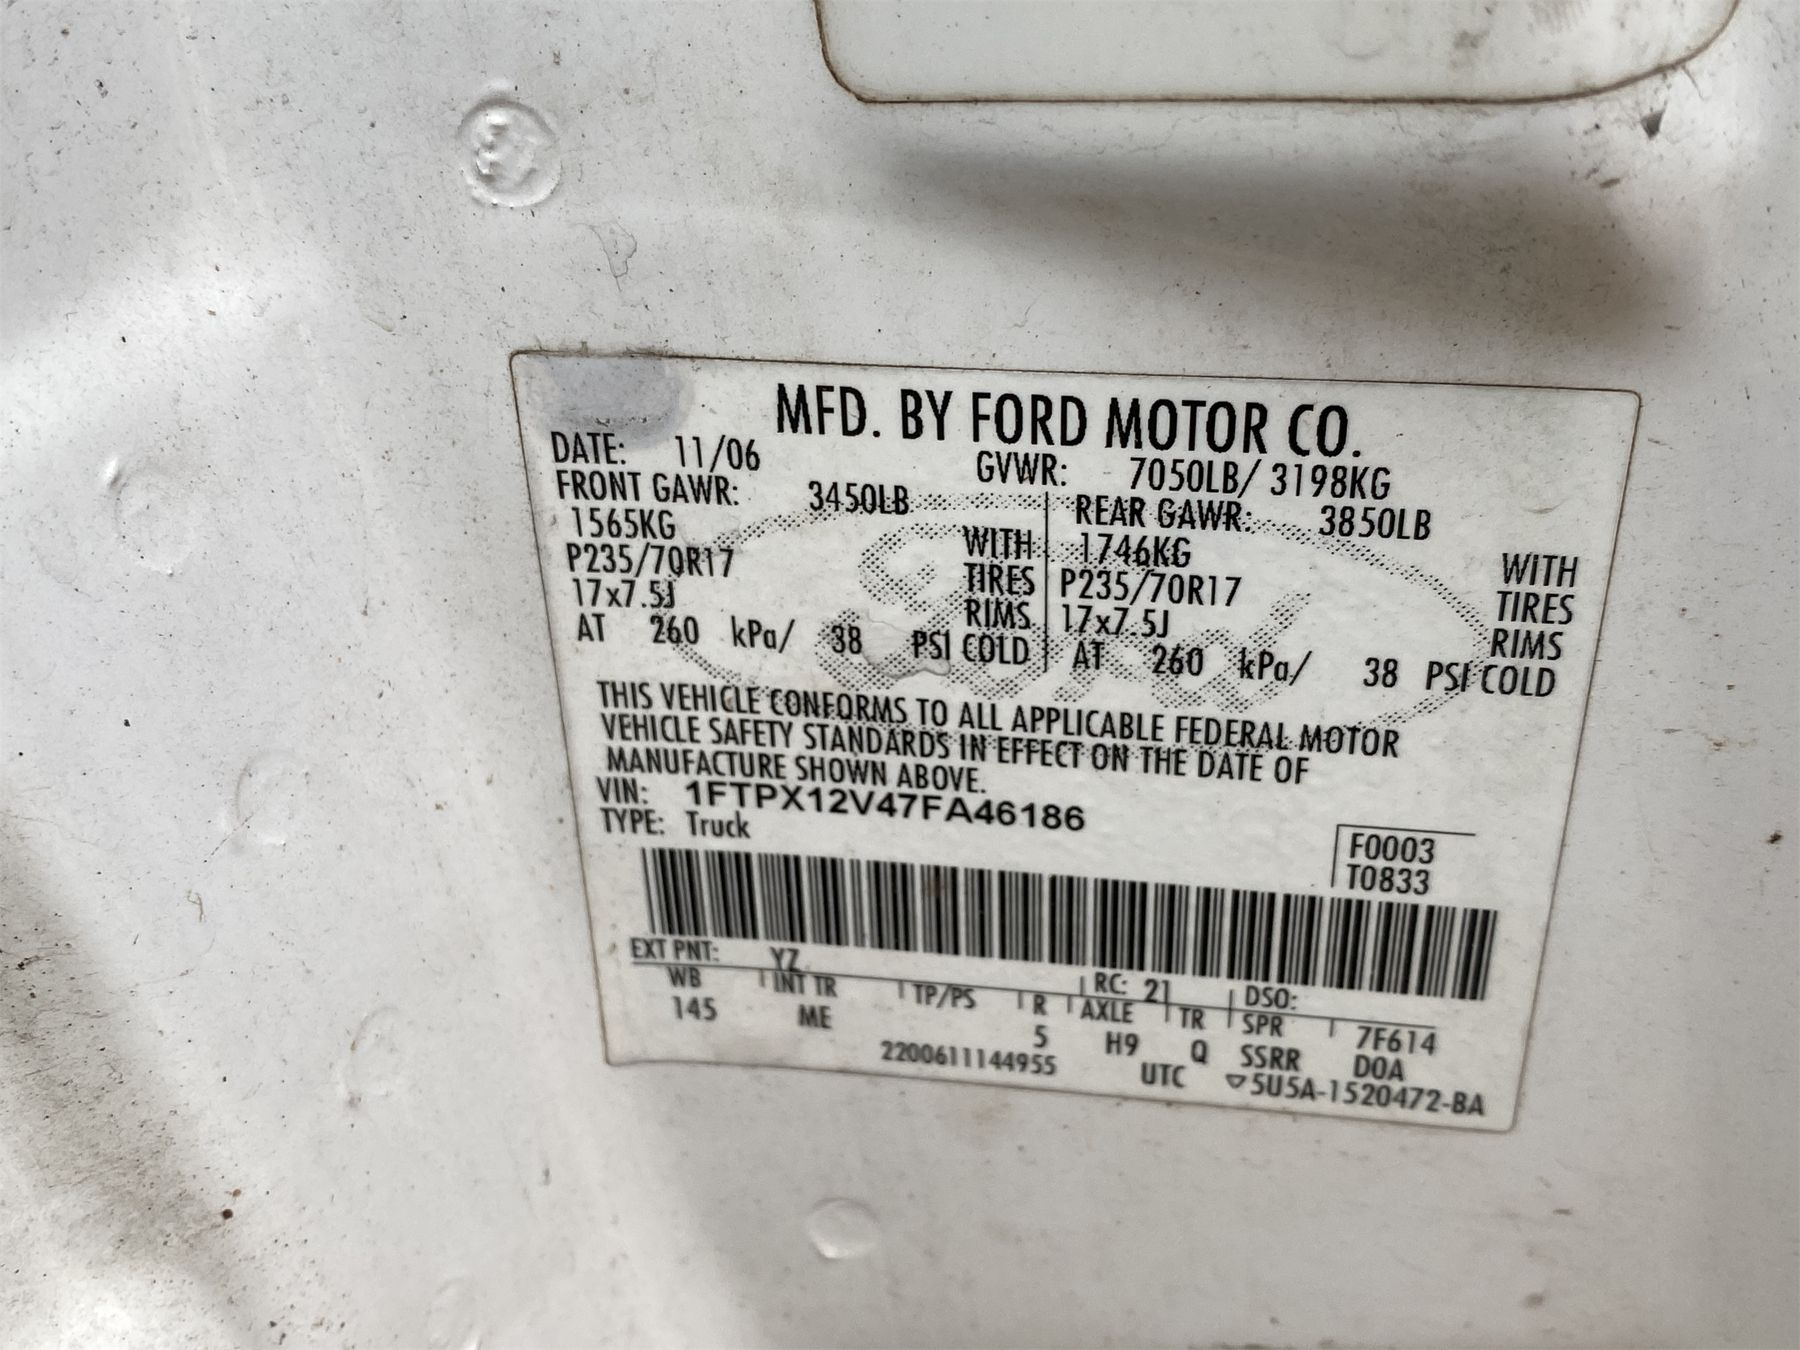 MFD. BY FORD MOTOR CO.
DATE: 11/06 GVWR: 7050LB/ 3198KG
FRONT GAWR: 3450LB REAR GAWR: 3850LB
1565KG WITH 1746KG WITH
P235/70R17 TIRES P235/70R17 TIRES
17x7.5J RIMS 17x7.5J RIMS
AT 260 kPa/ 38 PSI COLD AT 260 kPa/ 38 PSI COLD
THIS VEHICLE CONFORMS TO ALL APPLICABLE FEDERAL MOTOR
VEHICLE SAFETY STANDARDS IN EFFECT ON THE DATE OF
MANUFACTURE SHOWN ABOVE.
VIN: 1FTPX12V47FA46186
TYPE: Truck
F0003
T0833
EXT PNT: YZ RC: 21 DSO:
WB INT TR TP/PS R AXLE TR SPR 7F614
145 ME 5 H9 Q SSRR DOA
2200611144955 UTC ▽5U5A-1520472-BA